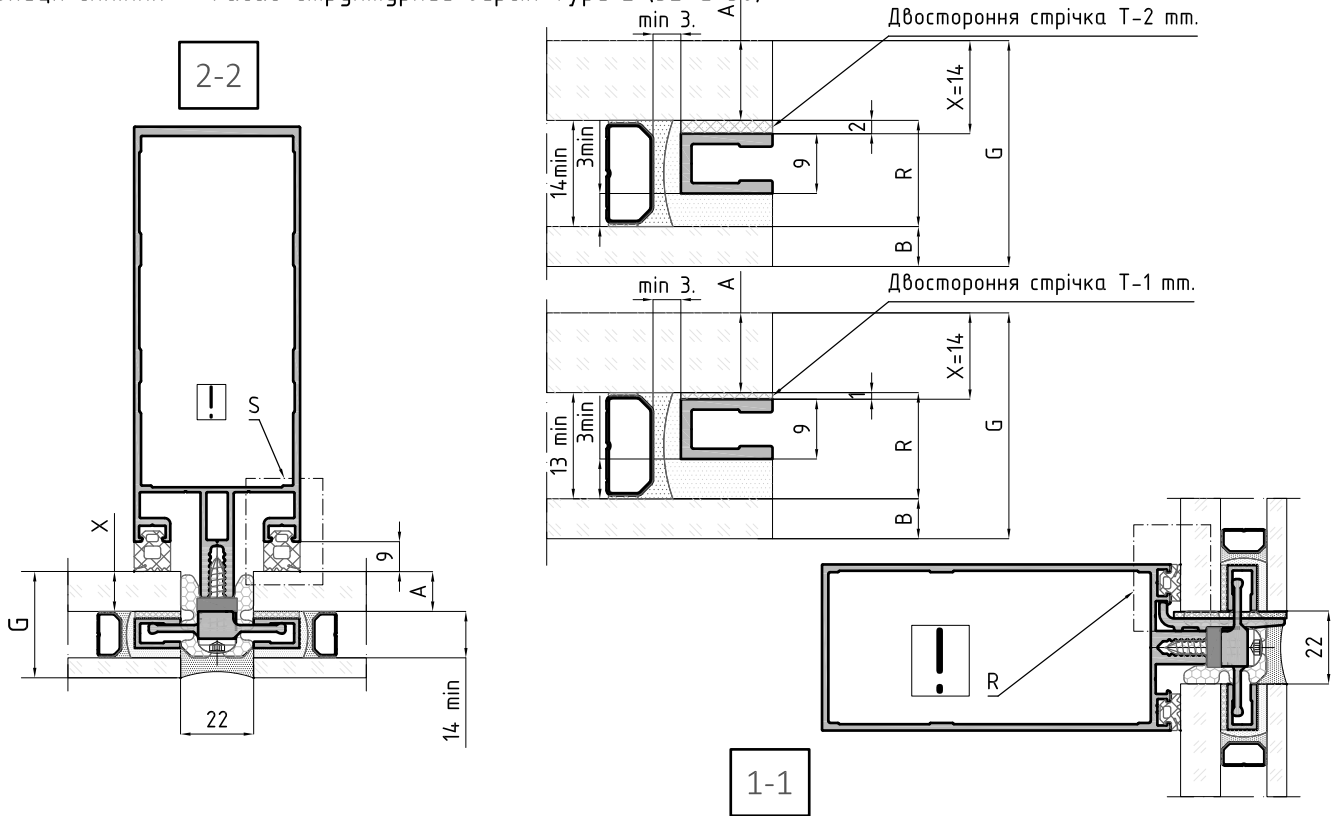 min 3.
A
Двостороння стрічка T-2 mm.
2-2
X=14
2
3min
14min
9
R
G
B
min 3.
A
Двостороння стрічка T-1 mm.
X=14
1
3min
13 min
9
R
G
B
!
S
X
9
A
G
22
14 min
22
!
R
1-1